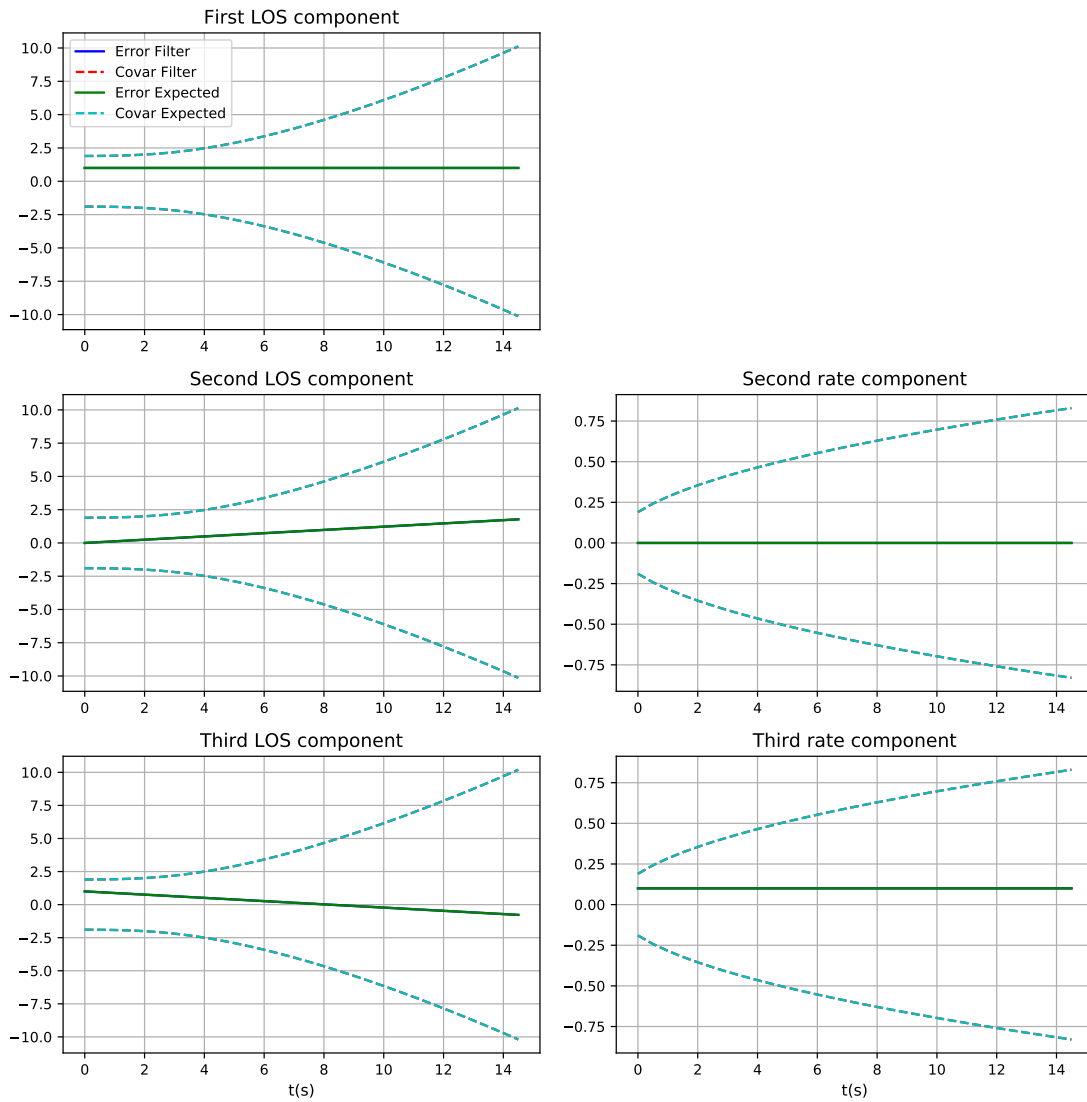 First LOS component
Error Filter
Covar Filter
Error Expected
Covar Expected
10.0
7.5
5.0
2.5
0.0
−2.5
−5.0
−7.5
−10.0
0 2 4 6 8 10 12 14
Second LOS component
10.0
7.5
5.0
2.5
0.0
−2.5
−5.0
−7.5
−10.0
0 2 4 6 8 10 12 14
Second rate component
0.75
0.50
0.25
0.00
−0.25
−0.50
−0.75
0 2 4 6 8 10 12 14
Third LOS component
10.0
7.5
5.0
2.5
0.0
−2.5
−5.0
−7.5
−10.0
0 2 4 6 8 10 12 14
t(s)
Third rate component
0.75
0.50
0.25
0.00
−0.25
−0.50
−0.75
0 2 4 6 8 10 12 14
t(s)